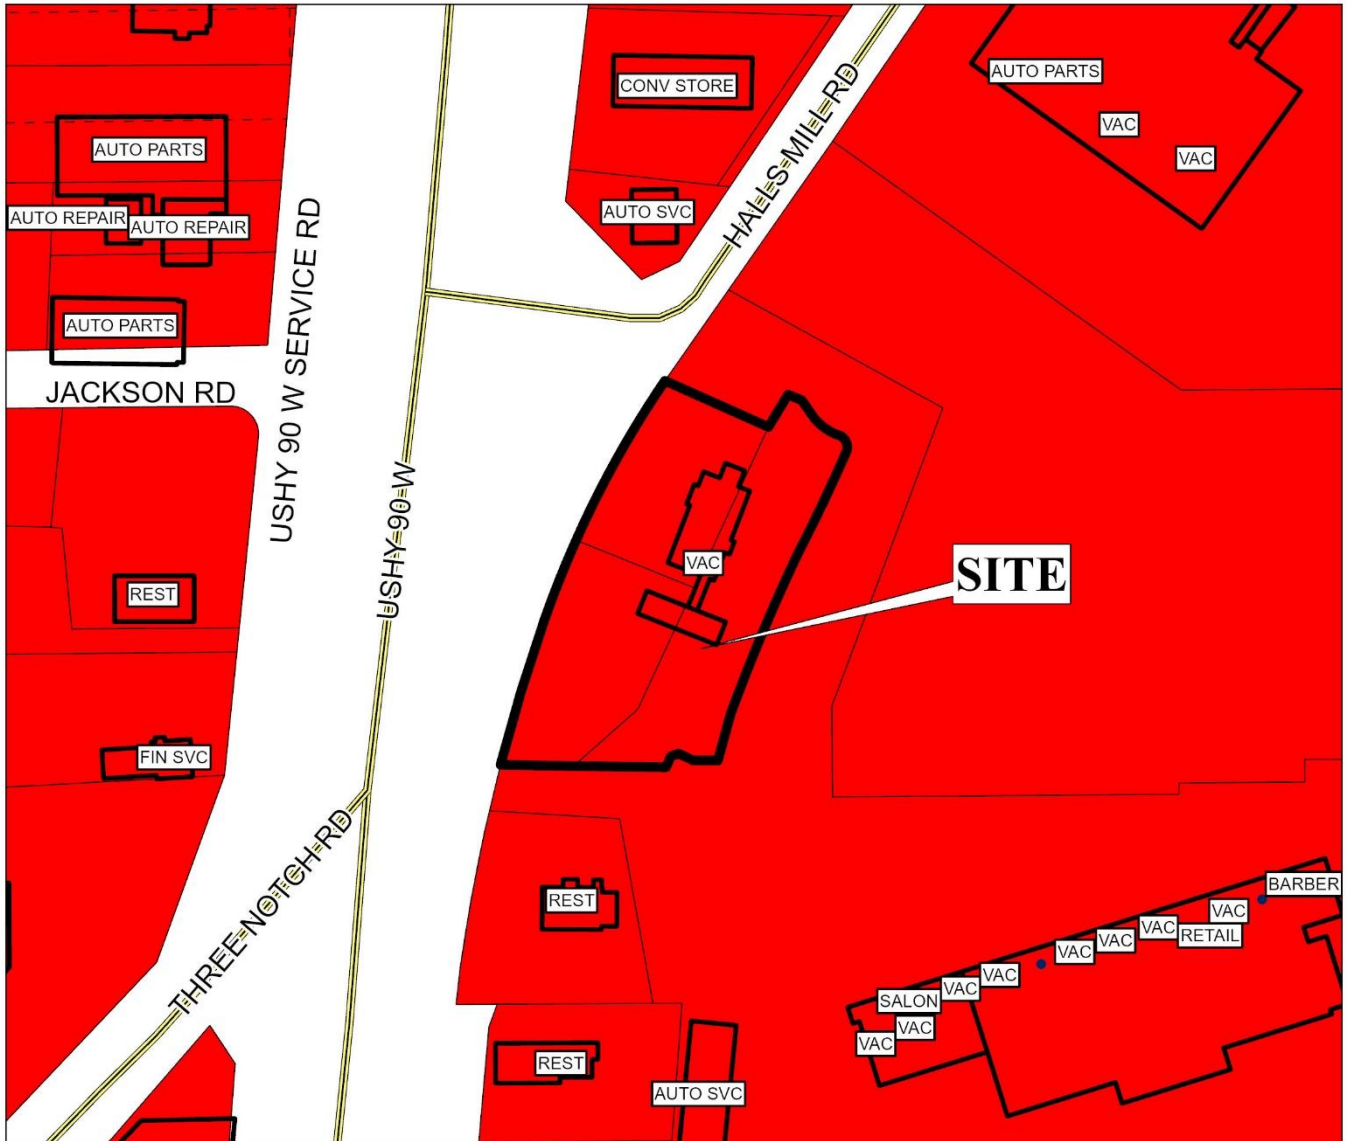 CONV STORE
AUTO PARTS
VAC
VAC
AUTO PARTS
AUTO REPAIR
AUTO REPAIR
AUTO SVC
HALLS MILL RD
AUTO PARTS
JACKSON RD
USHY 90 W SERVICE RD
USHY 90 W
VAC
SITE
REST
FIN SVC
THREE NOTCH RD
REST
BARBER
VAC
RETAIL
VAC
VAC
VAC
VAC
VAC
SALON
VAC
VAC
REST
AUTO SVC